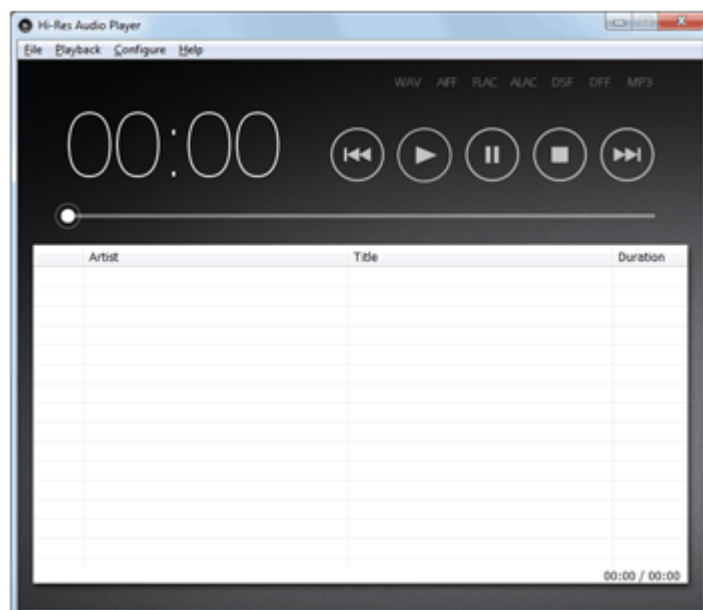 Hi-Res Audio Player
File Playback Configure Help
WAV AIFF FLAC ALAC DSF DFF MP3
00:00
Artist Title Duration
00:00 / 00:00